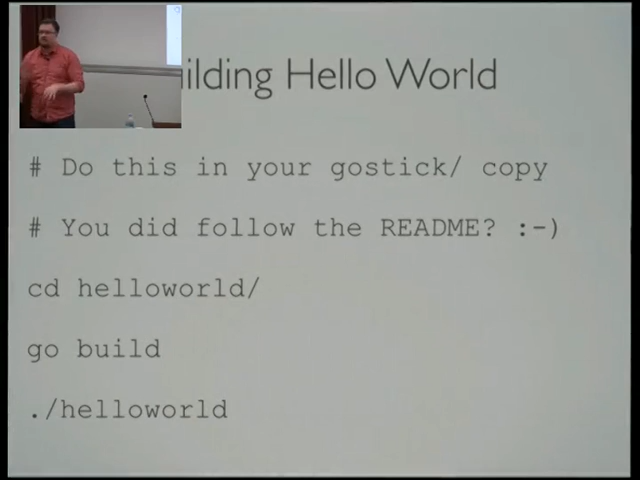 ilding Hello World
# Do this in your gostick/ copy
# You did follow the README? :-)
cd helloworld/
go build
./helloworld